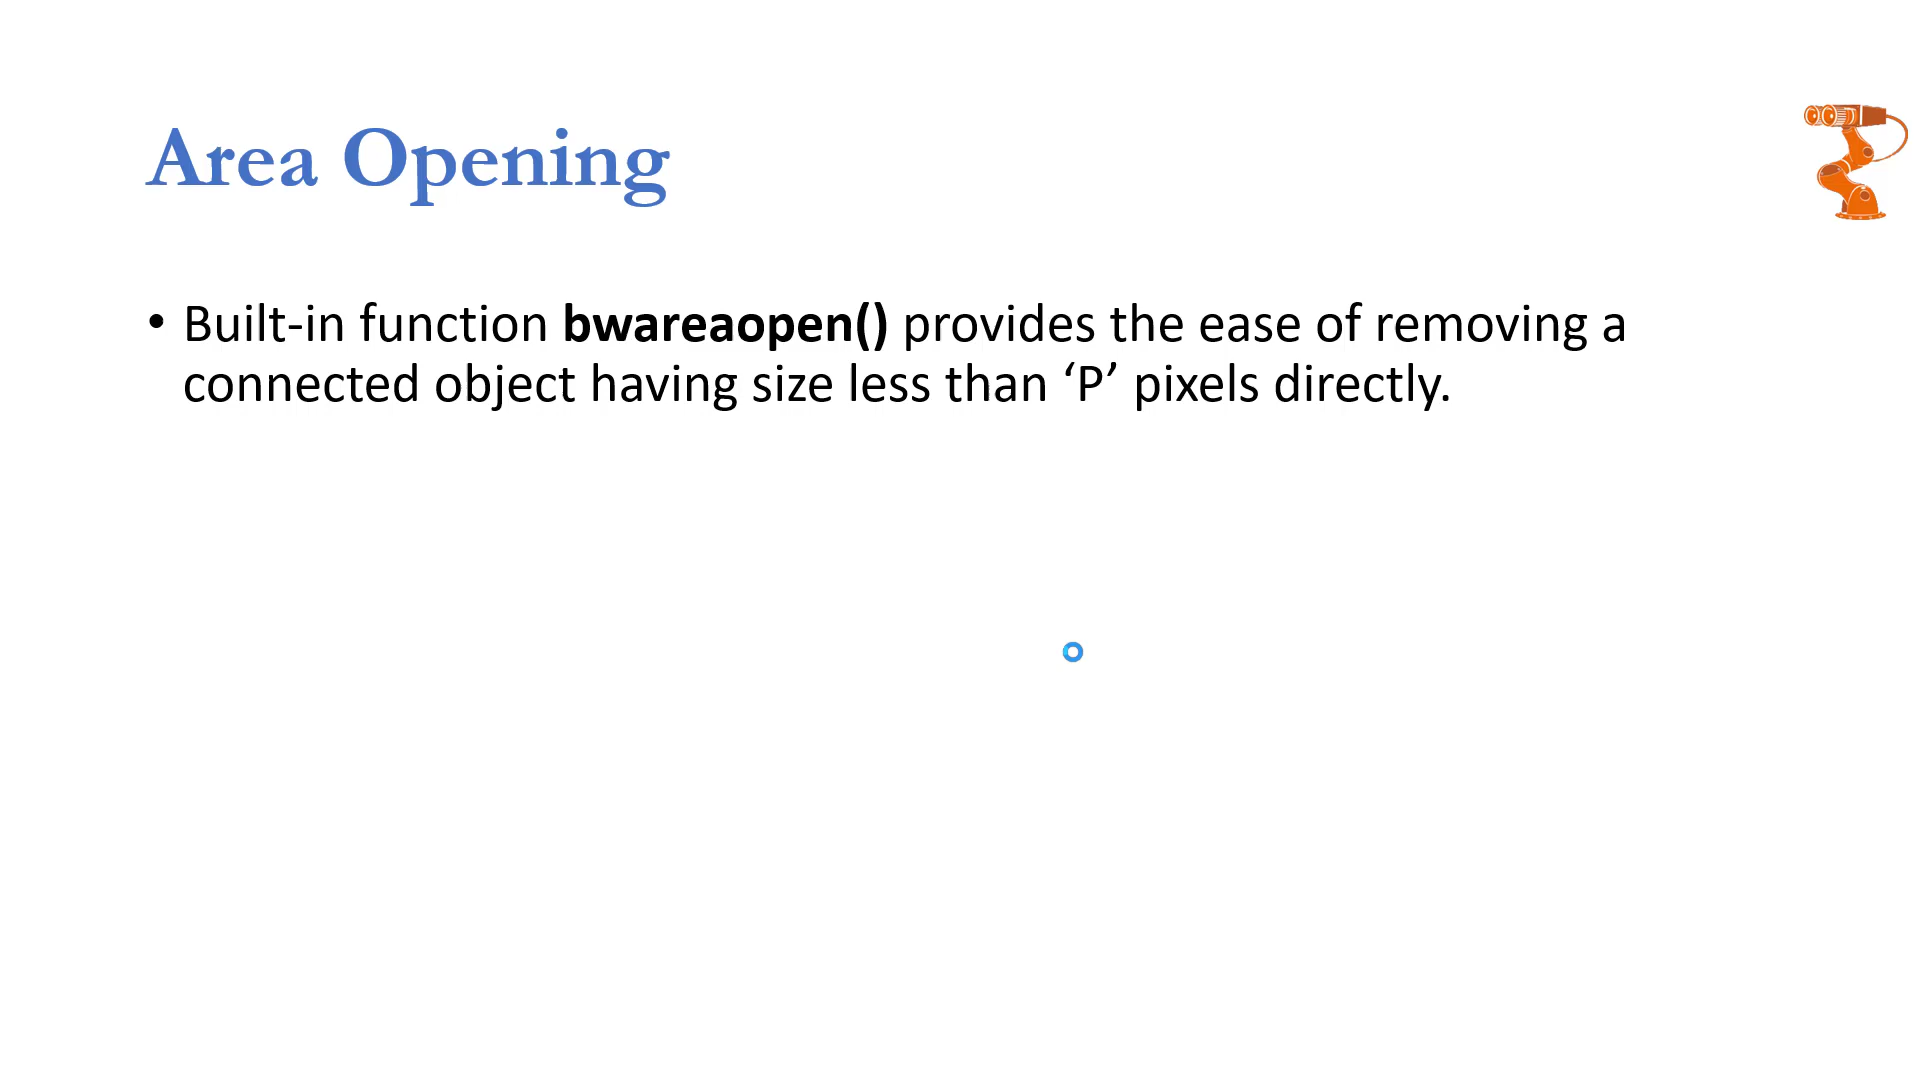 Area Opening
• Built-in function bwareaopen() provides the ease of removing a
connected object having size less than ‘P’ pixels directly.